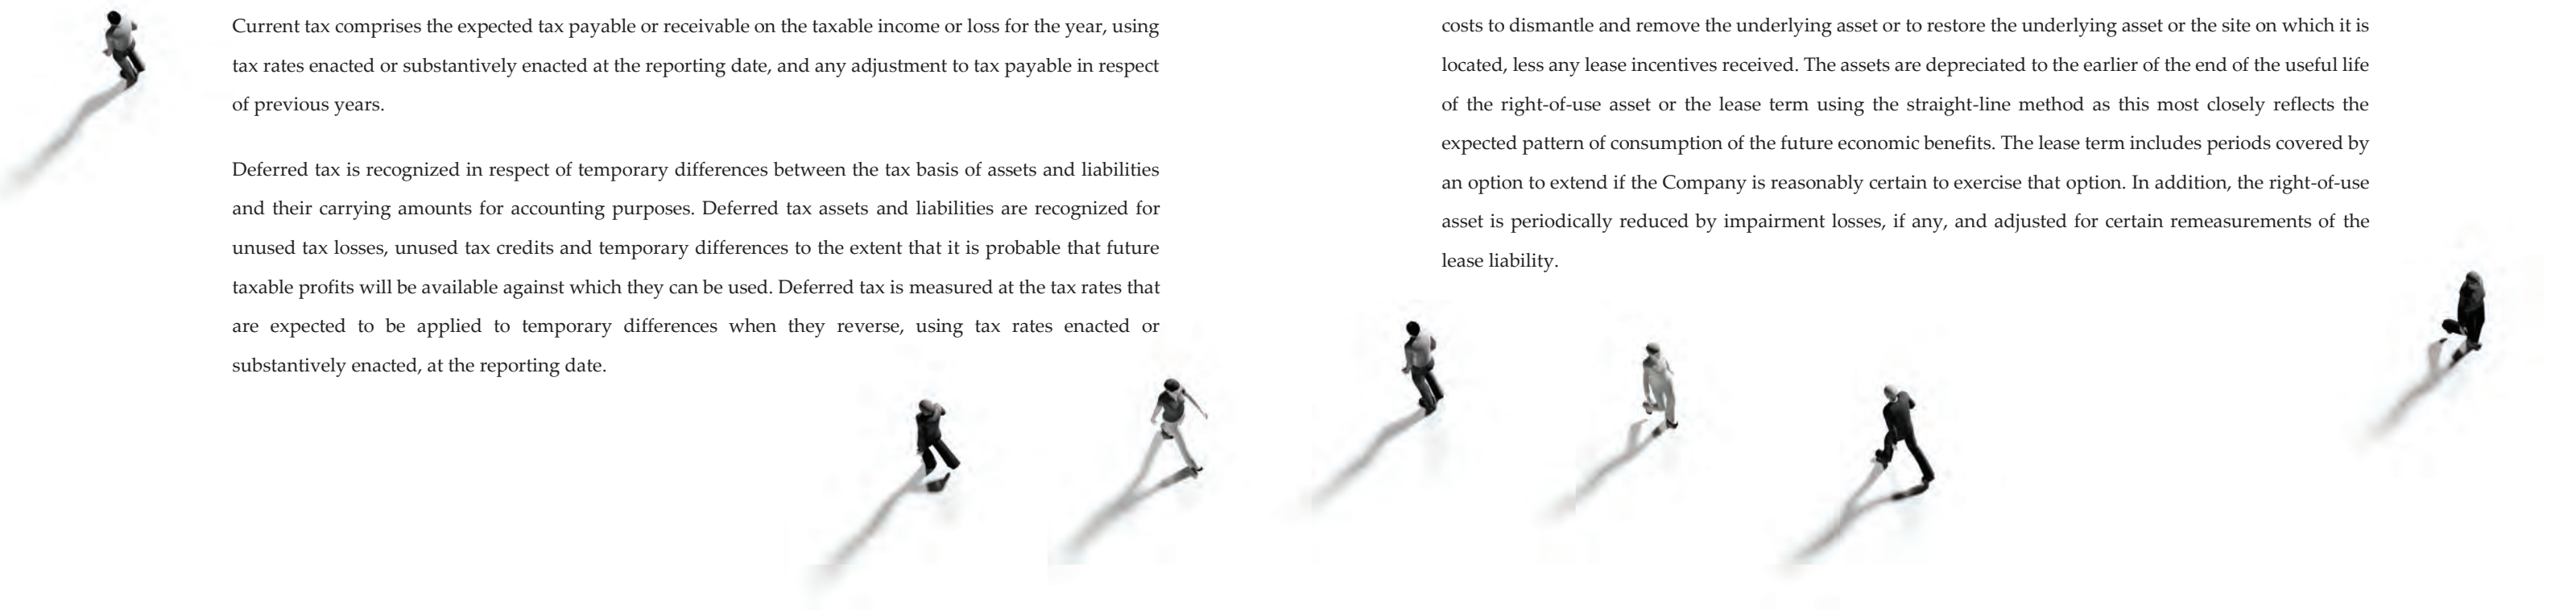 Current tax comprises the expected tax payable or receivable on the taxable income or loss for the year, using
tax rates enacted or substantively enacted at the reporting date, and any adjustment to tax payable in respect
of previous years.
Deferred tax is recognized in respect of temporary differences between the tax basis of assets and liabilities
and their carrying amounts for accounting purposes. Deferred tax assets and liabilities are recognized for
unused tax losses, unused tax credits and temporary differences to the extent that it is probable that future
taxable profits will be available against which they can be used. Deferred tax is measured at the tax rates that
are expected to be applied to temporary differences when they reverse, using tax rates enacted or
substantively enacted, at the reporting date.
costs to dismantle and remove the underlying asset or to restore the underlying asset or the site on which it is
located, less any lease incentives received. The assets are depreciated to the earlier of the end of the useful life
of the right-of-use asset or the lease term using the straight-line method as this most closely reflects the
expected pattern of consumption of the future economic benefits. The lease term includes periods covered by
an option to extend if the Company is reasonably certain to exercise that option. In addition, the right-of-use
asset is periodically reduced by impairment losses, if any, and adjusted for certain remeasurements of the
lease liability.